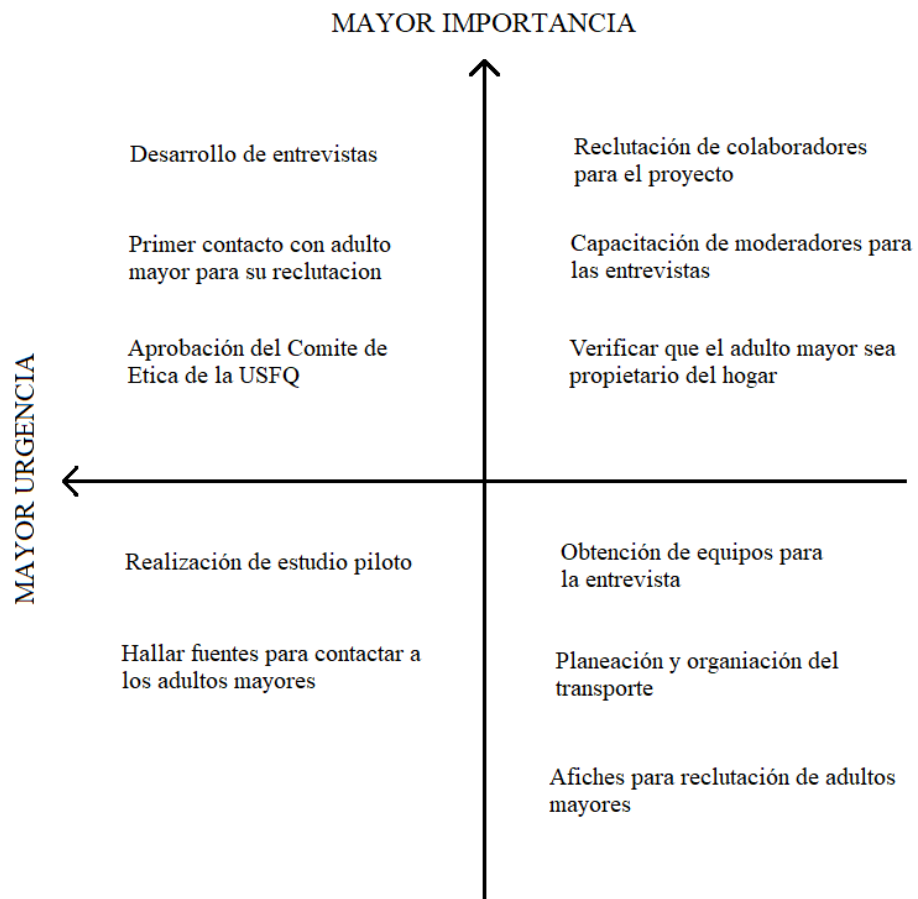 MAYOR IMPORTANCIA
Desarrollo de entrevistas
Primer contacto con adulto
mayor para su reclutacion
Aprobación del Comite de
Etica de la USFQ
Reclutación de colaboradores
para el proyecto
Capacitación de moderadores para
las entrevistas
Verificar que el adulto mayor sea
propietario del hogar
MAYOR URGENCIA
Realización de estudio piloto
Hallar fuentes para contactar a
los adultos mayores
Obtención de equipos para
la entrevista
Planeación y organiación del
transporte
Afiches para reclutación de adultos
mayores